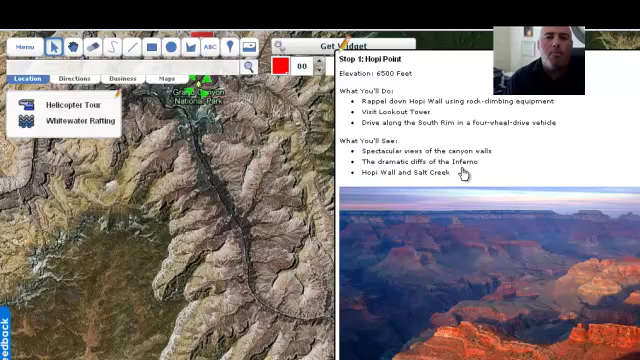 Menu
ABC
Get Widget
80
Location Directions Business Maps
Helicopter Tour
Whitewater Rafting
Grand Canyon
National Park
Stop 1: Hopi Point
Elevation: 6500 Feet
What You'll Do:
• Rappel down Hopi Wall using rock-climbing equipment
• Visit Lookout Tower
• Drive along the South Rim in a four-wheel-drive vehicle
What You'll See:
• Spectacular views of the canyon walls
• The dramatic cliffs of the Inferno
• Hopi Wall and Salt Creek
eedback